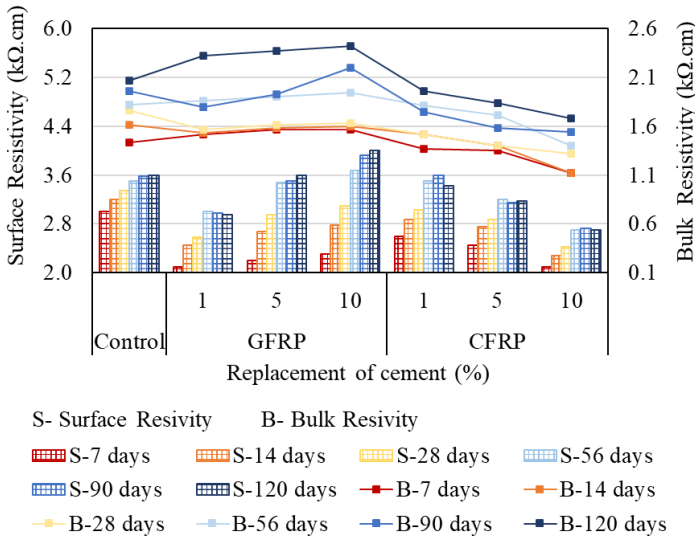 Surface Resistivity (kΩ.cm)
6.0
5.2
4.4
3.6
2.8
2.0
2.6
2.1
1.6
1.1
0.6
0.1
Bulk Resistivity (kΩ.cm)
1 5 10 1 5 10
Control GFRP CFRP
Replacement of cement (%)
S- Surface Resivity B- Bulk Resivity
S-7 days S-14 days S-28 days S-56 days
S-90 days S-120 days B-7 days B-14 days
B-28 days B-56 days B-90 days B-120 days